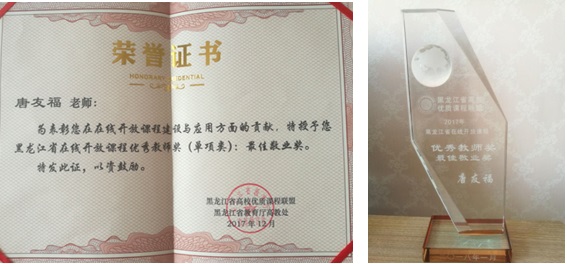 荣誉证书
HONORARY CREDENTIAL
唐友福 老师:
为表彰您在在线开放课程建设与应用方面的贡献，特授予您
黑龙江省在线开放课程优秀教师奖（单项奖）：最佳敬业奖。
特发此证，以资鼓励。
黑龙江省高校优质课程联盟
黑龙江省教育厅高教处
2017年12月
黑龙江省高校
优质课程联盟
2017年
优秀教师奖
最佳敬业奖
唐友福